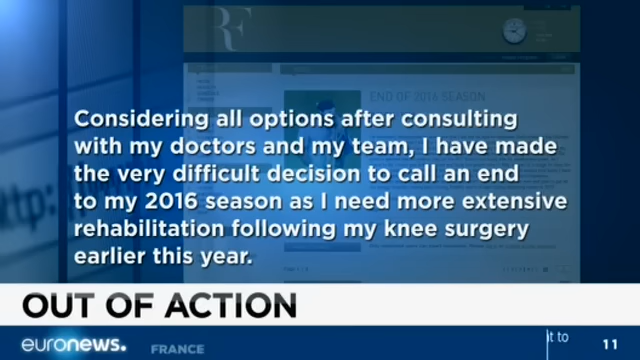 RF
END OF 2016 SEASON
Considering all options after consulting
with my doctors and my team, I have made
the very difficult decision to call an end
to my 2016 season as I need more extensive
rehabilitation following my knee surgery
earlier this year.
OUT OF ACTION
euronews.
FRANCE
it to
11